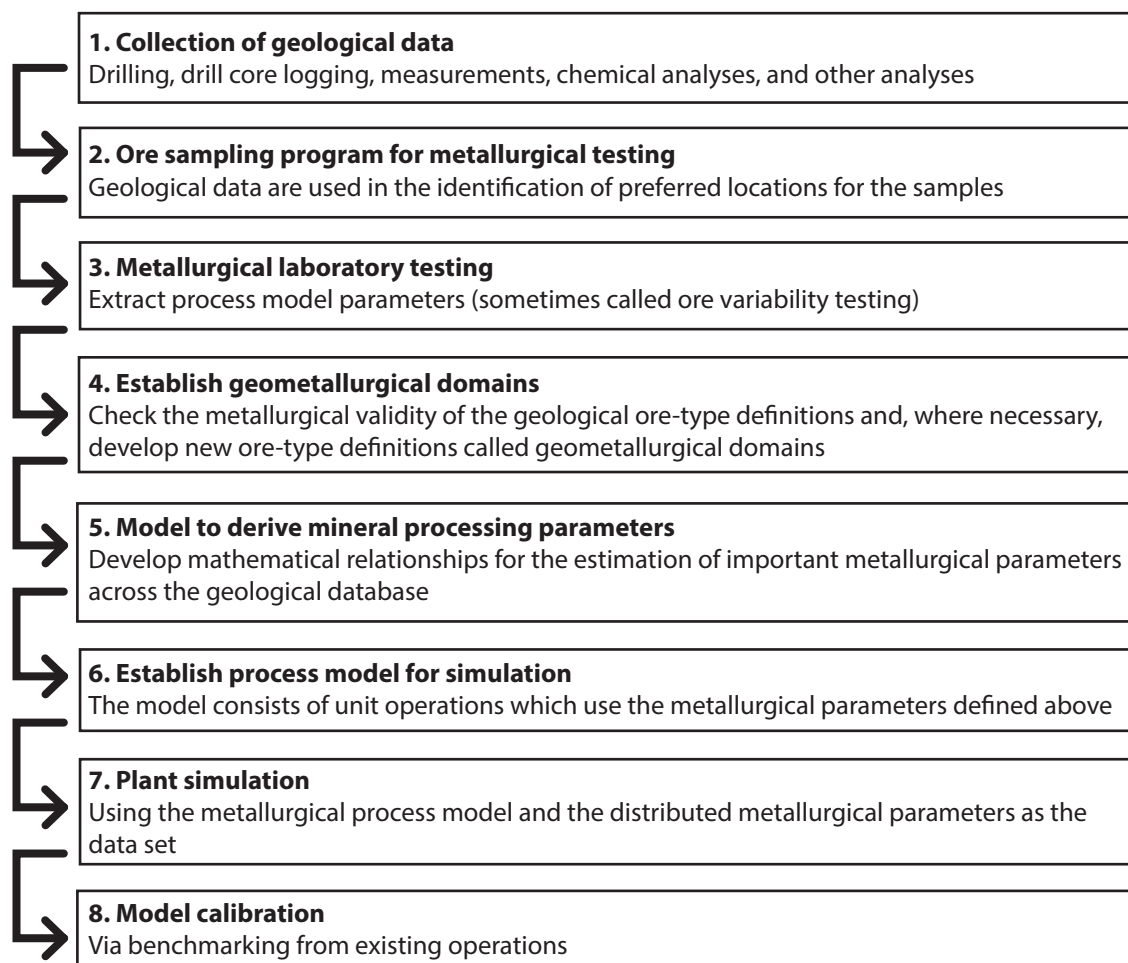 1. Collection of geological data
Drilling, drill core logging, measurements, chemical analyses, and other analyses
2. Ore sampling program for metallurgical testing
Geological data are used in the identification of preferred locations for the samples
3. Metallurgical laboratory testing
Extract process model parameters (sometimes called ore variability testing)
4. Establish geometallurgical domains
Check the metallurgical validity of the geological ore-type definitions and, where necessary,
develop new ore-type definitions called geometallurgical domains
5. Model to derive mineral processing parameters
Develop mathematical relationships for the estimation of important metallurgical parameters
across the geological database
6. Establish process model for simulation
The model consists of unit operations which use the metallurgical parameters defined above
7. Plant simulation
Using the metallurgical process model and the distributed metallurgical parameters as the
data set
8. Model calibration
Via benchmarking from existing operations